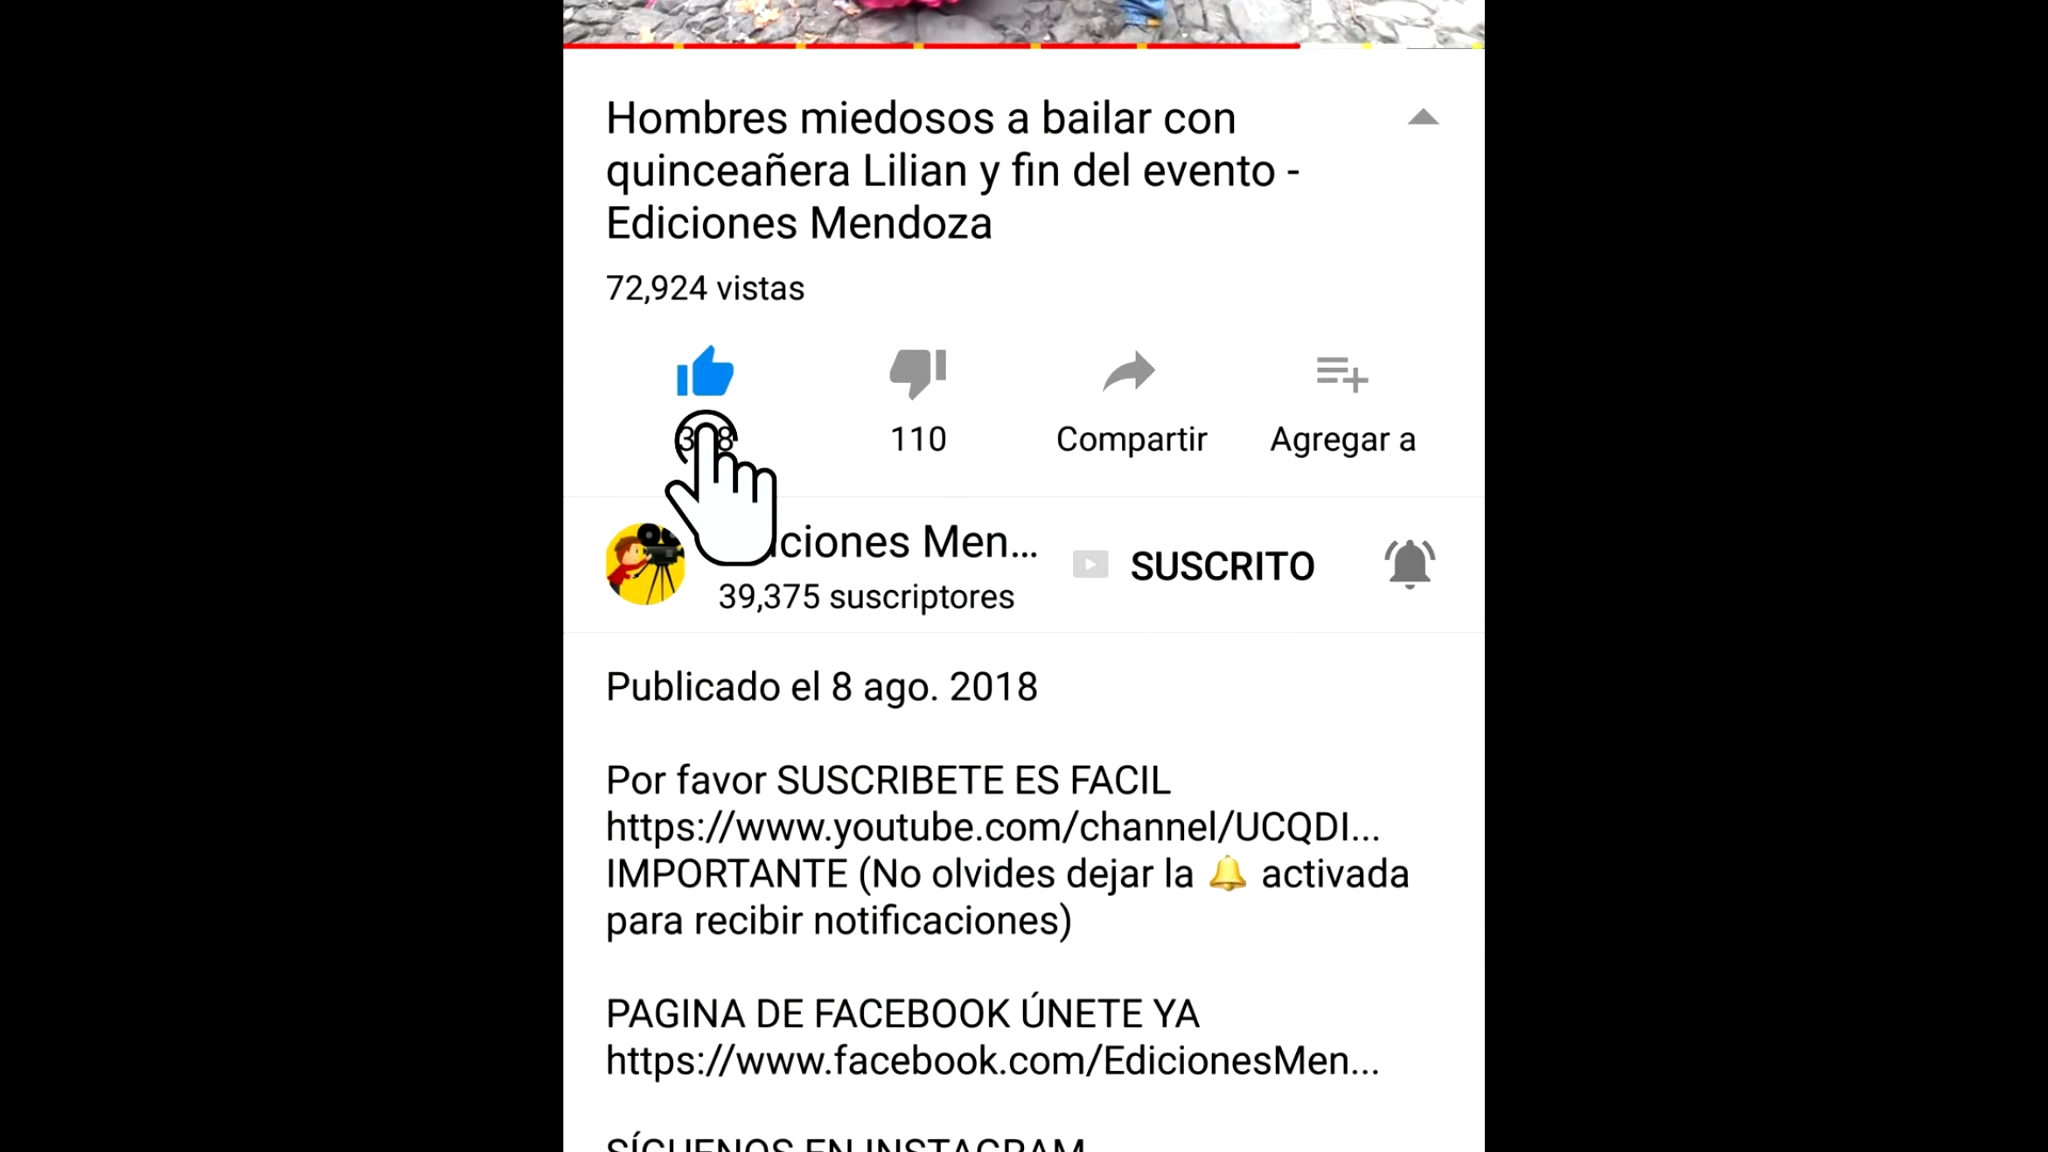 Hombres miedosos a bailar con
quinceañera Lilian y fin del evento -
Ediciones Mendoza
72,924 vistas
110
Compartir
Agregar a
Men...
SUSCRITO
39,375 suscriptores
Publicado el 8 ago. 2018
Por favor SUSCRIBETE ES FACIL
https://www.youtube.com/channel/UCQDI...
IMPORTANTE (No olvides dejar la 🔔 activada
para recibir notificaciones)
PAGINA DE FACEBOOK ÚNETE YA
https://www.facebook.com/EdicionesMen...
SÍGUENOS EN INSTAGRAM